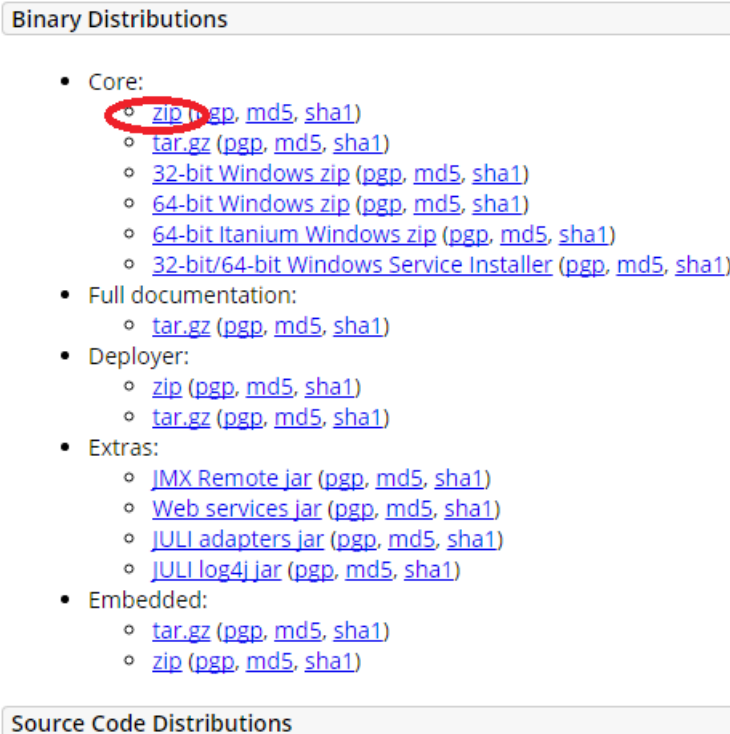 Binary Distributions
Core:
zip (pgp, md5, sha1)
tar.gz (pgp, md5, sha1)
32-bit Windows zip (pgp, md5, sha1)
64-bit Windows zip (pgp, md5, sha1)
64-bit Itanium Windows zip (pgp, md5, sha1)
32-bit/64-bit Windows Service Installer (pgp, md5, sha1)
Full documentation:
tar.gz (pgp, md5, sha1)
Deployer:
zip (pgp, md5, sha1)
tar.gz (pgp, md5, sha1)
Extras:
JMX Remote jar (pgp, md5, sha1)
Web services jar (pgp, md5, sha1)
JULI adapters jar (pgp, md5, sha1)
JULI log4j jar (pgp, md5, sha1)
Embedded:
tar.gz (pgp, md5, sha1)
zip (pgp, md5, sha1)
Source Code Distributions